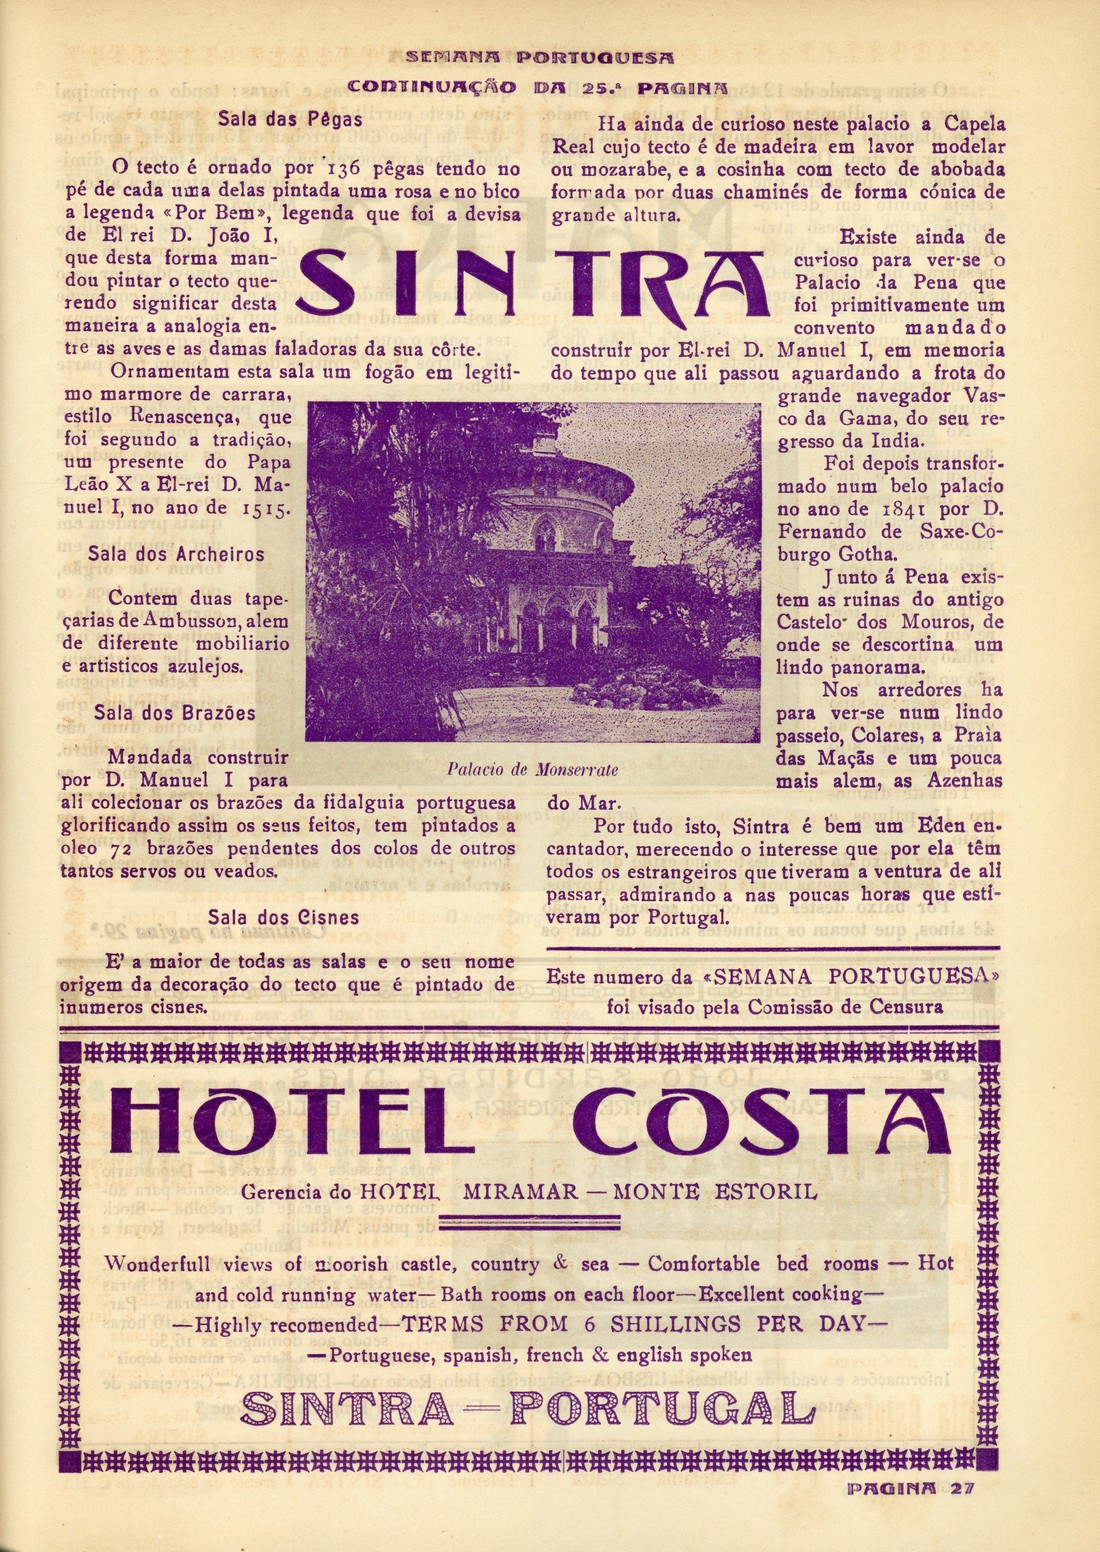 SEMANA PORTUGUESA
CONTINUAÇÃO DA 25.ª PAGINA
Sala das Pêgas
O tecto é ornado por 136 pêgas tendo no
pé de cada uma delas pintada uma rosa e no bico
a legenda «Por Bem», legenda que foi a devisa
de El rei D. João I,
que desta forma man-
dou pintar o tecto que-
rendo significar desta
maneira a analogia en-
tre as aves e as damas faladoras da sua côrte.
Ornamentam esta sala um fogão em legiti-
mo marmore de carrara,
estilo Renascença, que
foi segundo a tradição,
um presente do Papa
Leão X a El-rei D. Ma-
nuel I, no ano de 1515.
Sala dos Archeiros
Contem duas tape-
çarias de Ambusson, alem
de diferente mobiliario
e artisticos azulejos.
Sala dos Brazões
Mandada construir
por D. Manuel I para
ali colecionar os brazões da fidalguia portuguesa
glorificando assim os seus feitos, tem pintados a
oleo 72 brazões pendentes dos colos de outros
tantos servos ou veados.
Sala dos Cisnes
E' a maior de todas as salas e o seu nome
origem da decoração do tecto que é pintado de
inumeros cisnes.
SINTRA
Palacio de Monserrate
Ha ainda de curioso neste palacio a Capela
Real cujo tecto é de madeira em lavor modelar
ou mozarabe, e a cosinha com tecto de abobada
formada por duas chaminés de forma cónica de
grande altura.
Existe ainda de
curioso para ver-se o
Palacio da Pena que
foi primitivamente um
convento mandado
construir por El-rei D. Manuel I, em memoria
do tempo que ali passou aguardando a frota do
grande navegador Vas-
co da Gama, do seu re-
gresso da India.
Foi depois transfor-
mado num belo palacio
no ano de 1841 por D.
Fernando de Saxe-Co-
burgo Gotha.
Junto á Pena exis-
tem as ruinas do antigo
Castelo dos Mouros, de
onde se descortina um
lindo panorama.
Nos arredores ha
para ver-se num lindo
passeio, Colares, a Praia
das Maçãs e um pouca
mais alem, as Azenhas
do Mar.
Por tudo isto, Sintra é bem um Eden en-
cantador, merecendo o interesse que por ela têm
todos os estrangeiros que tiveram a ventura de ali
passar, admirando a nas poucas horas que esti-
veram por Portugal.
Este numero da «SEMANA PORTUGUESA»
foi visado pela Comissão de Censura
HOTEL COSTA
Gerencia do HOTEL MIRAMAR — MONTE ESTORIL
Wonderfull views of moorish castle, country & sea — Comfortable bed rooms — Hot
and cold running water—Bath rooms on each floor—Excellent cooking—
—Highly recomended—TERMS FROM 6 SHILLINGS PER DAY—
—Portuguese, spanish, french & english spoken
SINTRA—PORTUGAL
PAGINA 27